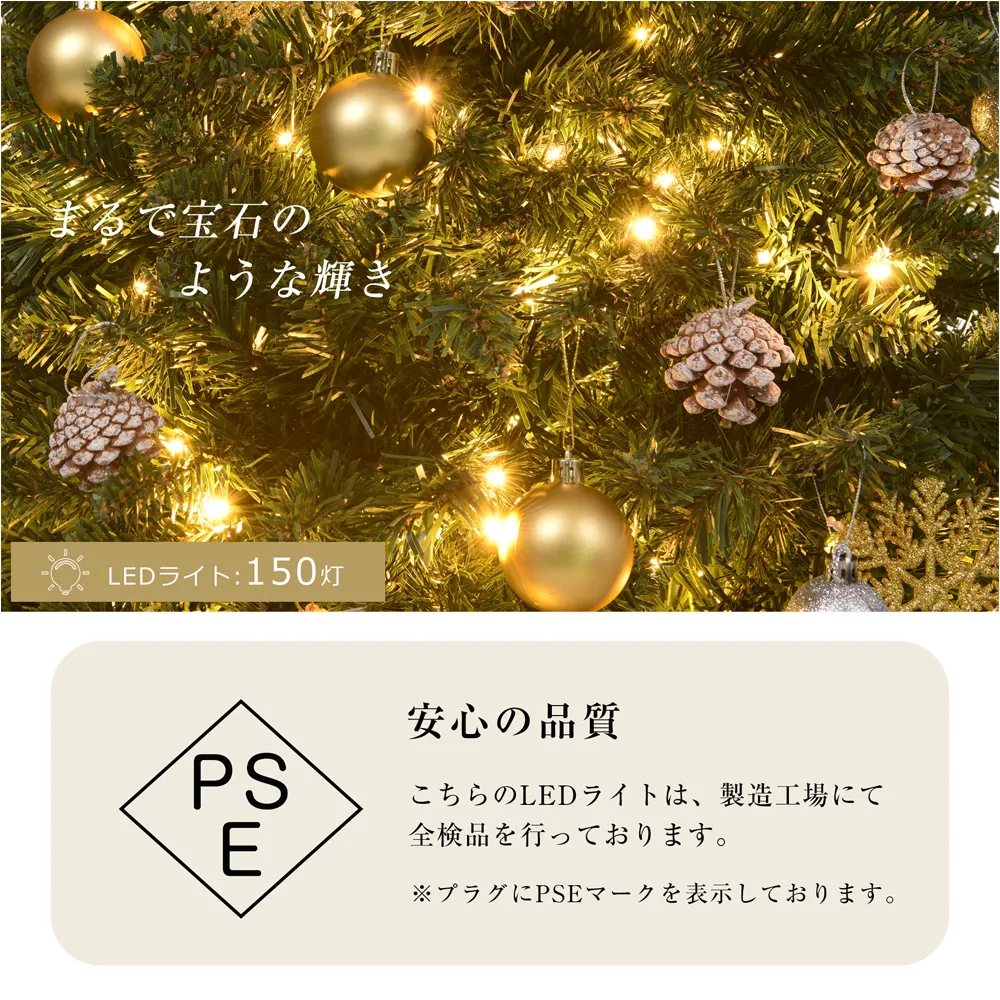 まるで宝石の
ような輝き
LEDライト:150灯
PS
E
安心の品質
こちらのLEDライトは、製造工場にて
全検品を行っております。
※プラグにPSEマークを表示しております。